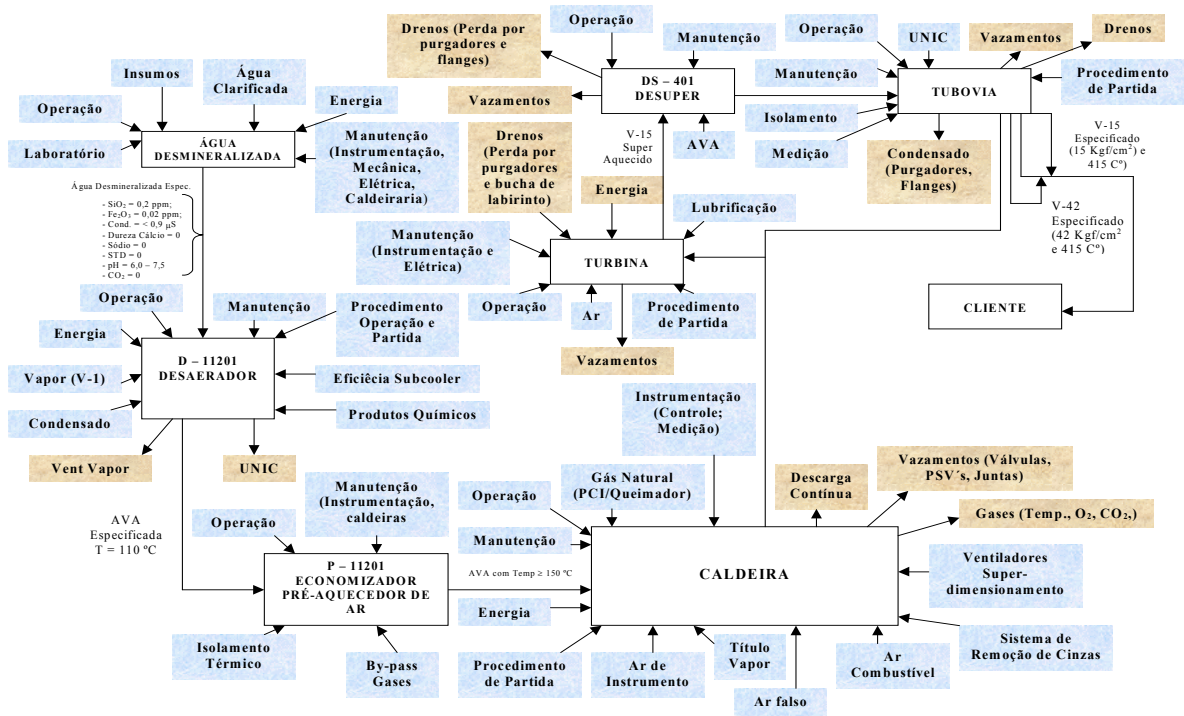 Insumos
Água
Clarificada
Operação
Energia
Laboratório
ÁGUA
DESMINERALIZADA
Manutenção
(Instrumentação,
Mecânica,
Elétrica,
Caldeiraria)
Água Desmineralizada Espec.
- SiO₂ = 0,2 ppm;
- Fe₂O₃ = 0,02 ppm;
- Cond. = < 0,9 µS
- Dureza Cálcio = 0
- Sódio = 0
- STD = 0
- pH = 6,0 – 7,5
- CO₂ = 0
Drenos (Perda por
purgadores e
flanges)
Operação
Manutenção
DS – 401
DESUPER
Vazamentos
V-15
Super
Aquecido
AVA
Operação
UNIC
Vazamentos
Drenos
Manutenção
Procedimento
de Partida
TUBOVIA
Isolamento
Medição
Condensado
(Purgadores,
Flanges)
V-15
Especificado
(15 Kgf/cm²) e
415 Cº
V-42
Especificado
(42 Kgf/cm²
e 415 Cº)
CLIENTE
Drenos
(Perda por
purgadores
e bucha de
labirinto)
Energia
Lubrificação
Manutenção
(Instrumentação e
Elétrica)
TURBINA
Operação
Ar
Procedimento
de Partida
Vazamentos
Operação
Manutenção
Procedimento
Operação e
Partida
Energia
D – 11201
DESAERADOR
Vapor (V-1)
Eficiêcia Subcooler
Condensado
Produtos Químicos
Vent Vapor
UNIC
AVA
Especificada
T = 110 ºC
Operação
Manutenção
(Instrumentação,
caldeiras
P – 11201
ECONOMIZADOR
PRÉ-AQUECEDOR DE
AR
Isolamento
Térmico
By-pass
Gases
AVA com Temp ≥ 150 ºC
Instrumentação
(Controle;
Medição)
Gás Natural
(PCI/Queimador)
Operação
Manutenção
Descarga
Contínua
Vazamentos (Válvulas,
PSV´s, Juntas)
Gases (Temp., O₂, CO₂,)
CALDEIRA
Ventiladores
Super-
dimensionamento
Energia
Procedimento
de Partida
Ar de
Instrumento
Título
Vapor
Ar falso
Ar
Combustível
Sistema de
Remoção de Cinzas